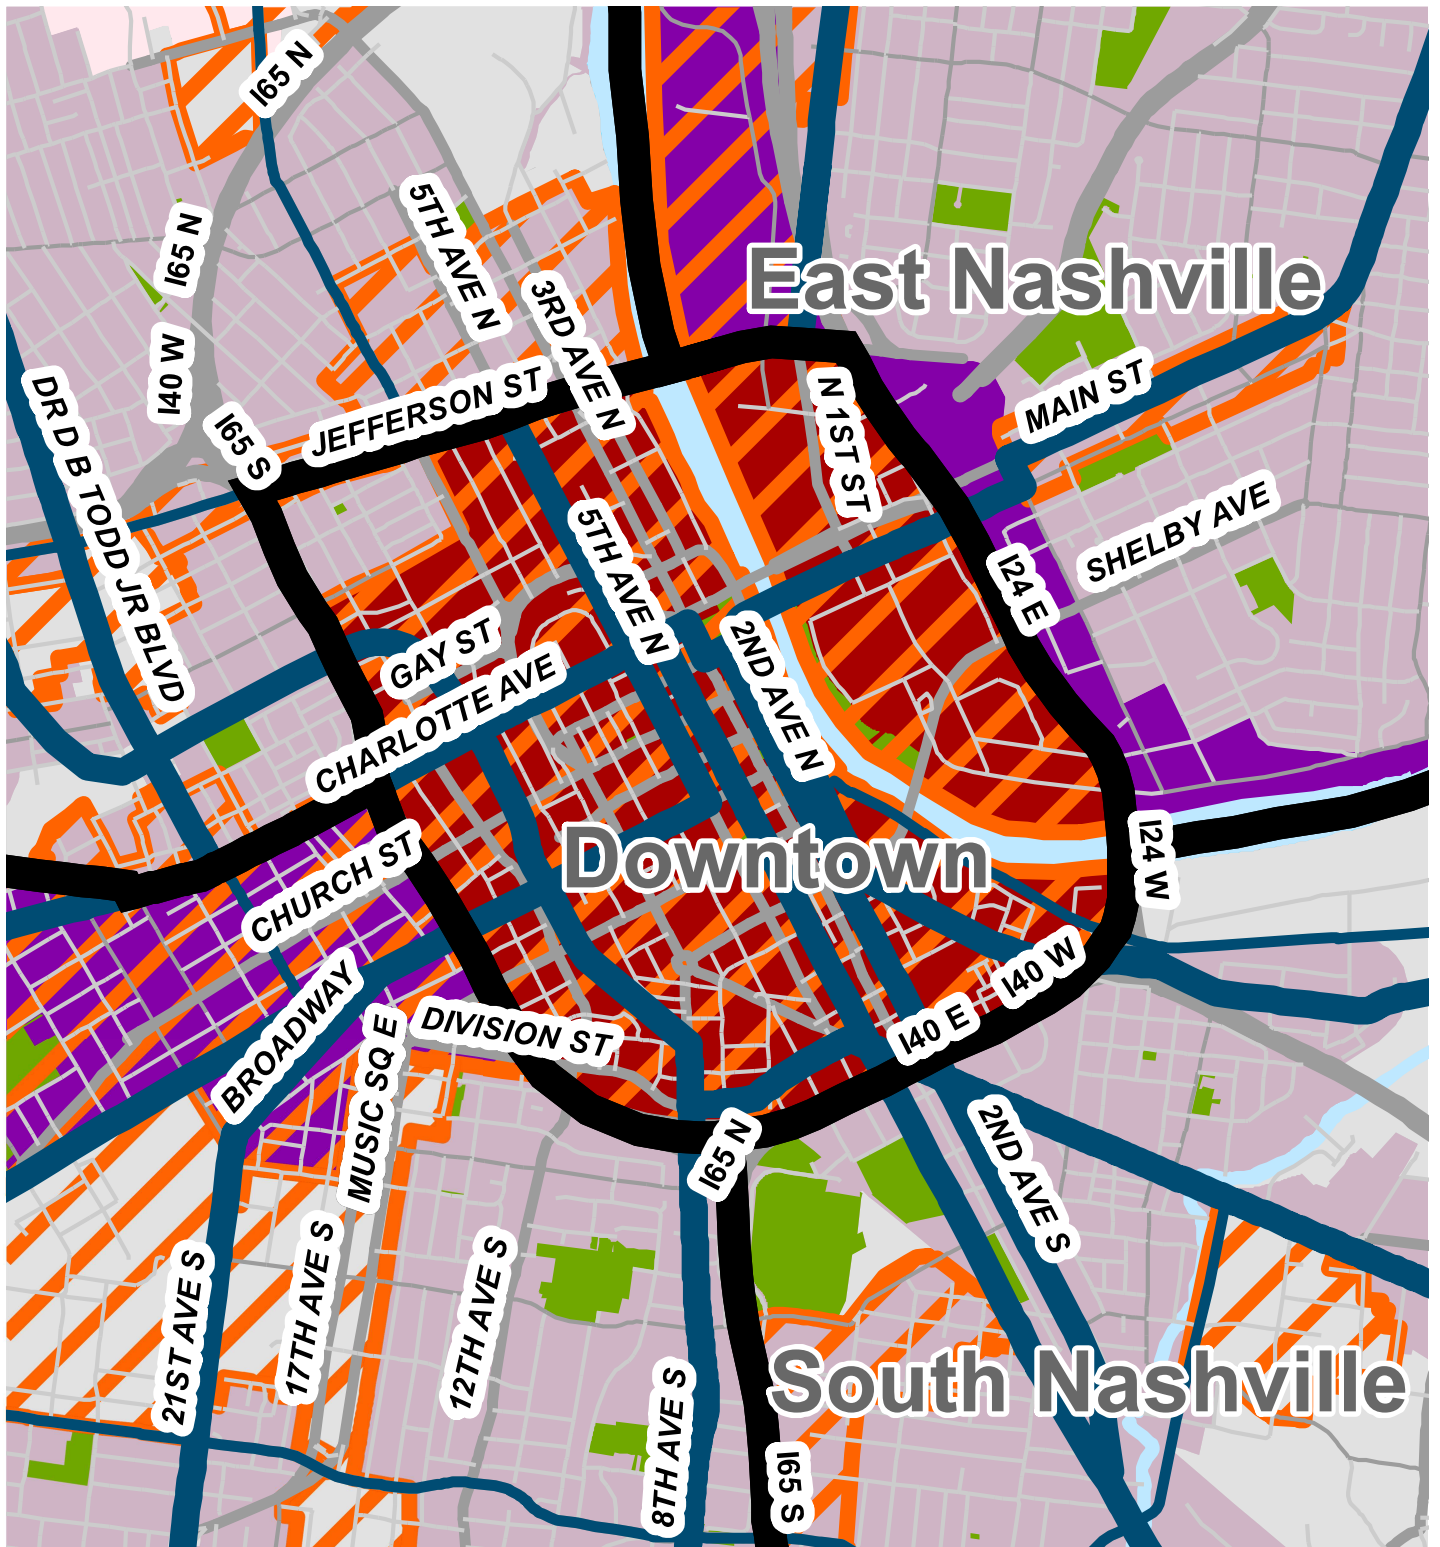 I65 N
5TH AVE N
I65 N
East Nashville
3RD AVE N
I40 W
JEFFERSON ST
N 1ST ST
MAIN ST
DR D B TODD JR BLVD
I65 S
5TH AVE N
SHELBY AVE
I24 E
GAY ST
2ND AVE N
CHARLOTTE AVE
Downtown
CHURCH ST
I24 W
BROADWAY
I40 W
DIVISION ST
I40 E
MUSIC SQ E
I65 N
2ND AVE S
21ST AVE S
17TH AVE S
12TH AVE S
South Nashville
8TH AVE S
I65 S